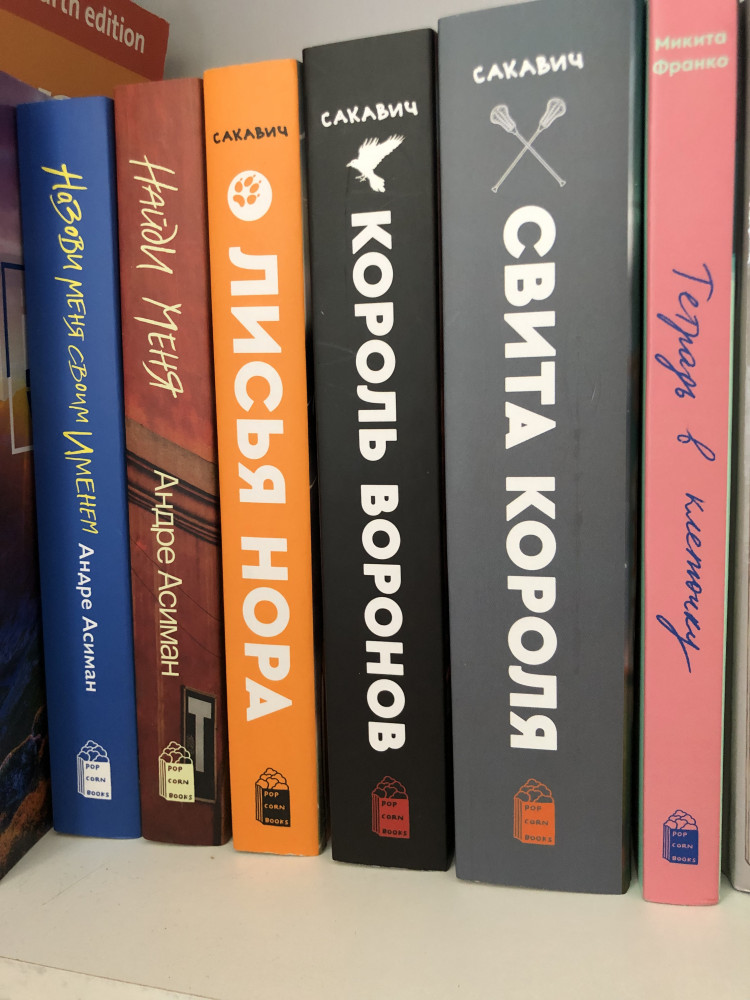 rth edition
Назови меня своим Именем
Андре Асиман
POP
CORN
BOOKS
Найди Меня
Андре Асиман
Т
POP
CORN
BOOKS
САКАВИЧ
ЛИСЬЯ НОРА
POP
CORN
BOOKS
САКАВИЧ
КОРОЛЬ ВОРОНОВ
POP
CORN
BOOKS
САКАВИЧ
СВИТА КОРОЛЯ
POP
CORN
BOOKS
Микита
Франко
Тетрадь в клеточку
POP
CORN
BOOKS